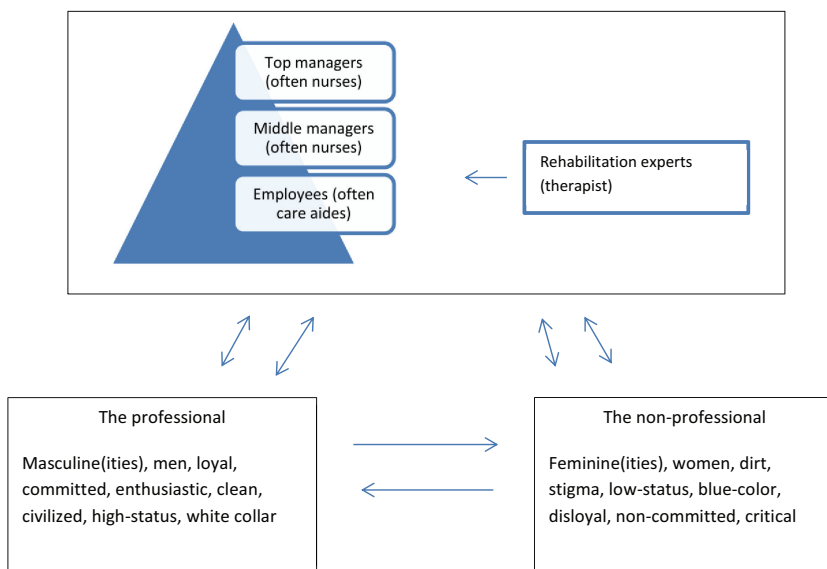 Top managers
(often nurses)
Middle managers
(often nurses)
Employees (often
care aides)
Rehabilitation experts
(therapist)
The professional
Masculine(ities), men, loyal,
committed, enthusiastic, clean,
civilized, high-status, white collar
The non-professional
Feminine(ities), women, dirt,
stigma, low-status, blue-color,
disloyal, non-committed, critical